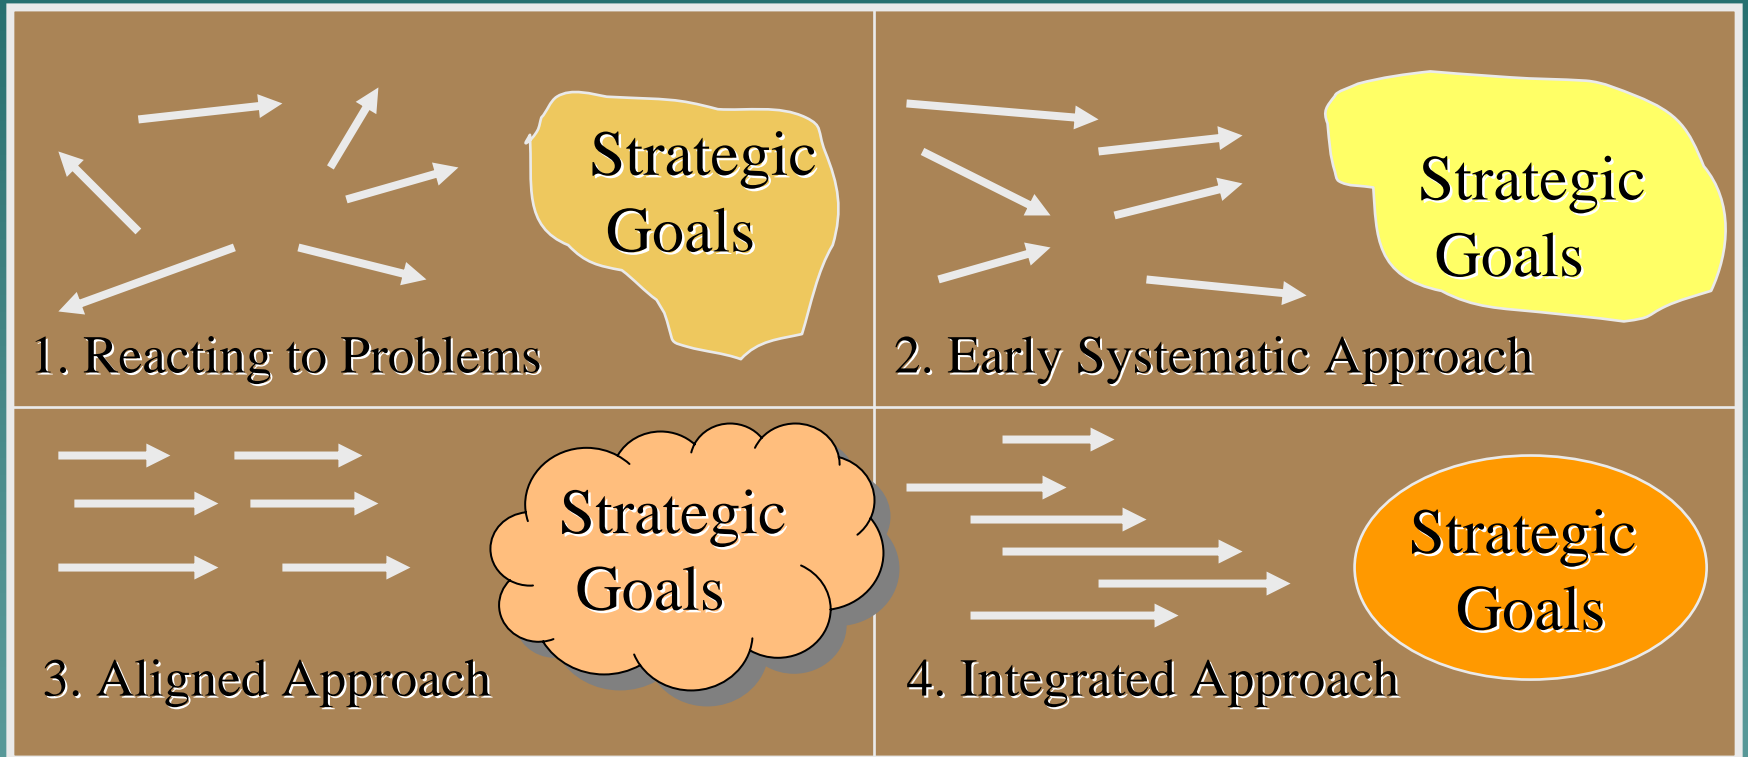 Strategic
Goals
1. Reacting to Problems
Strategic
Goals
2. Early Systematic Approach
Strategic
Goals
3. Aligned Approach
Strategic
Goals
4. Integrated Approach